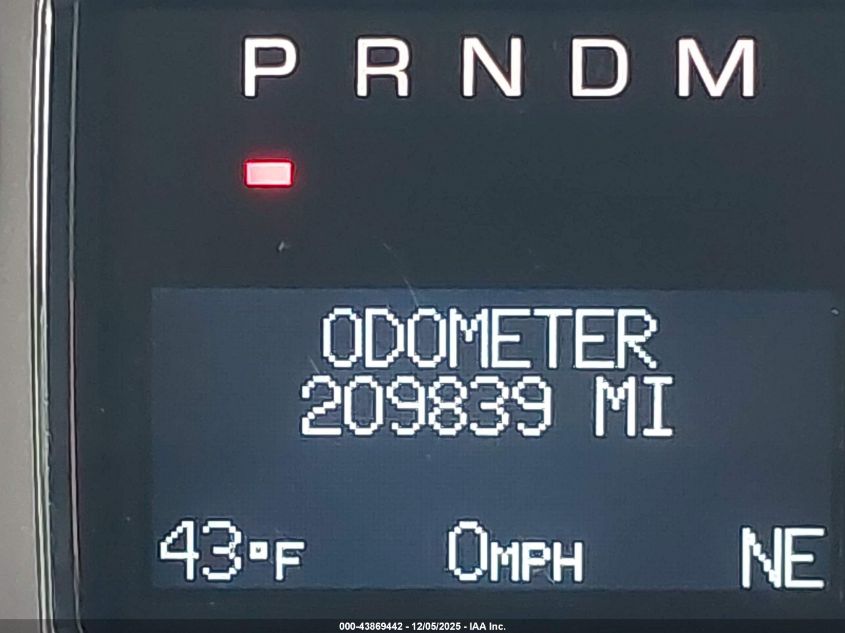 P R N D M
ODOMETER
209839 MI
43°F 0MPH NE
000-43869442 - 12/05/2025 - IAA Inc.